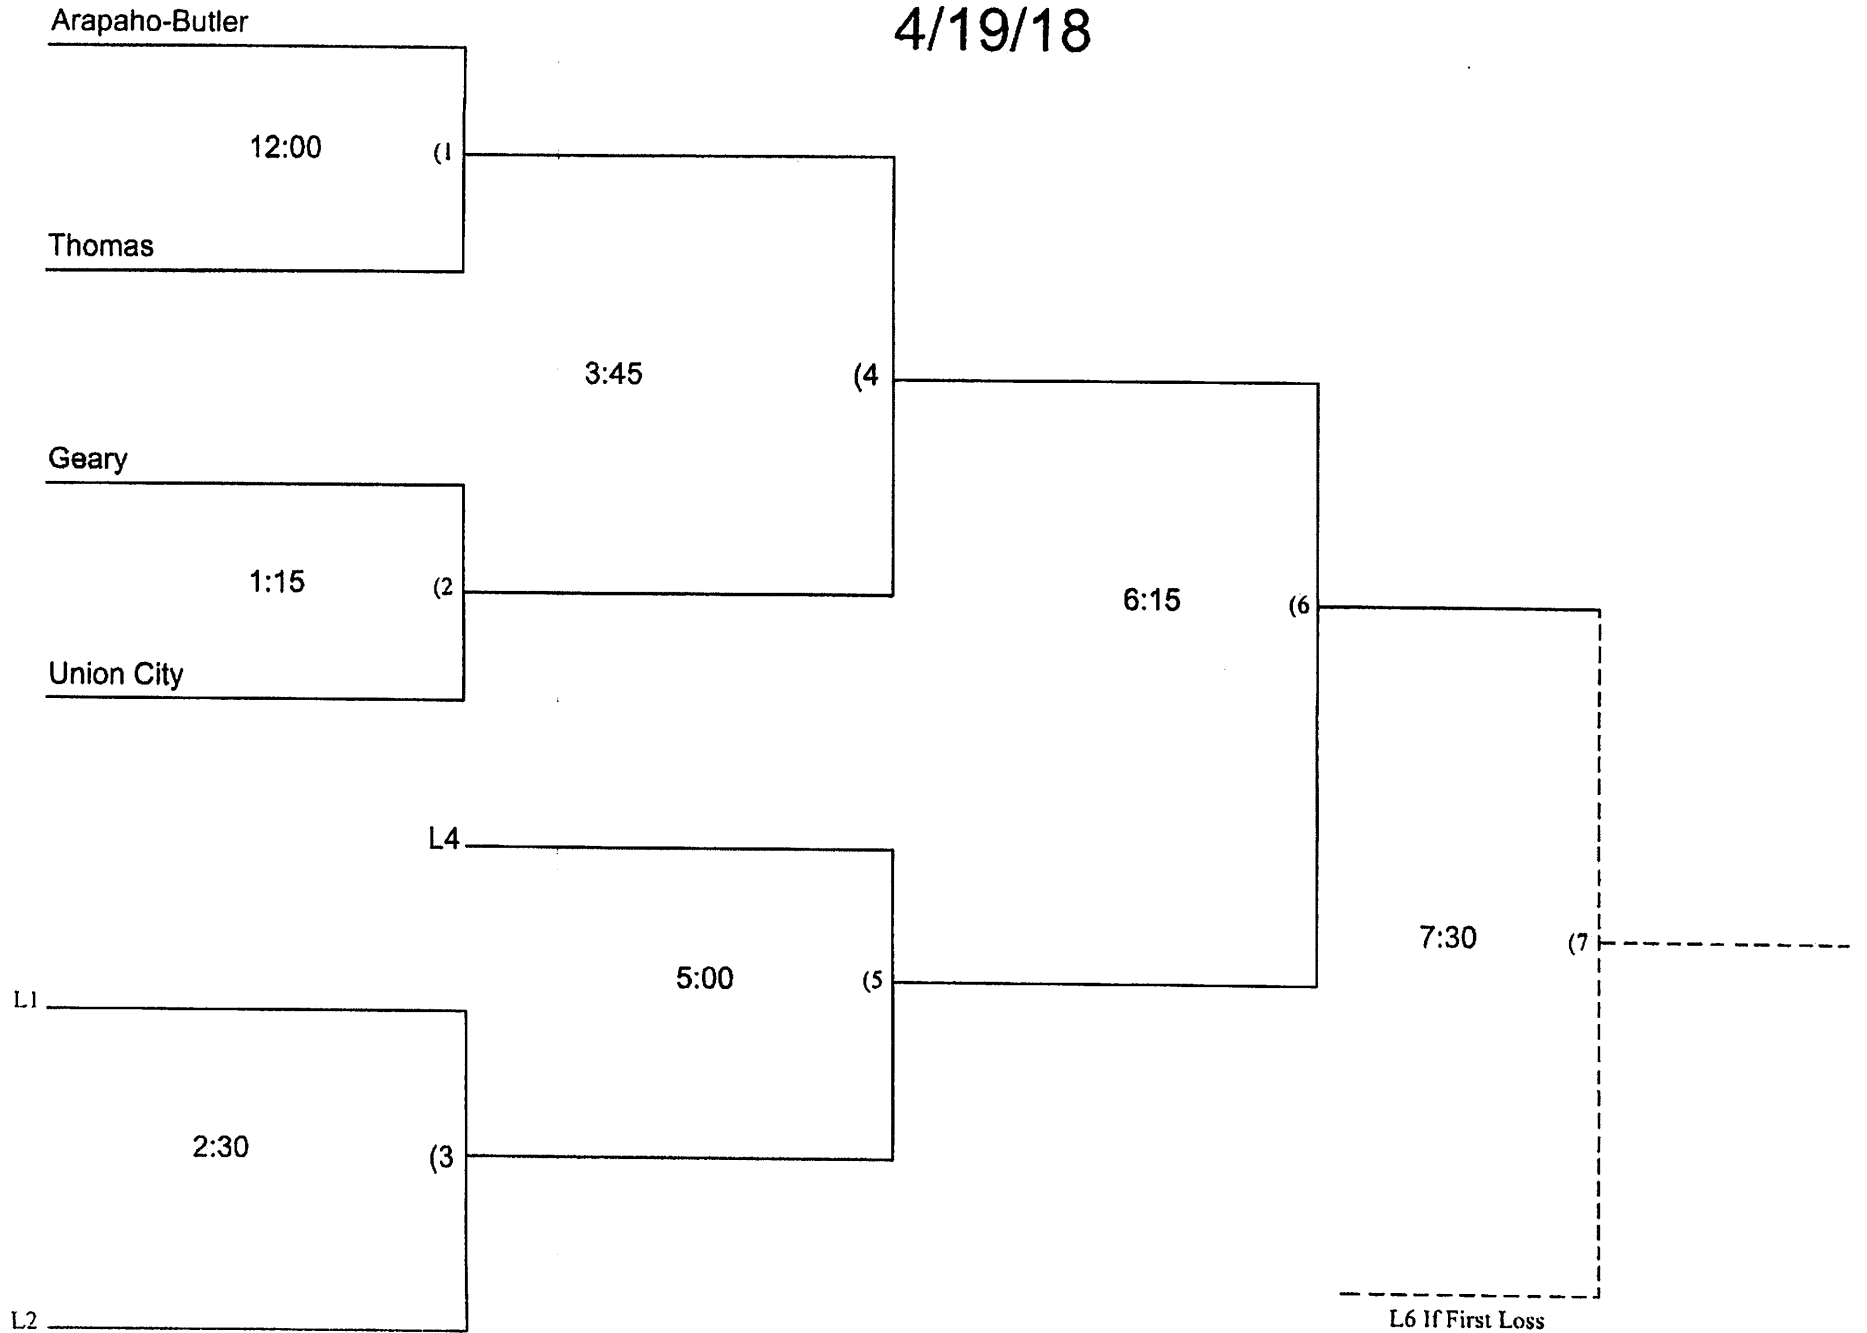 Arapaho-Butler
4/19/18
12:00
(1
Thomas
3:45
(4
Geary
1:15
(2
6:15
(6
Union City
L4
7:30
(7
5:00
(5
L1
2:30
(3
L2
L6 If First Loss